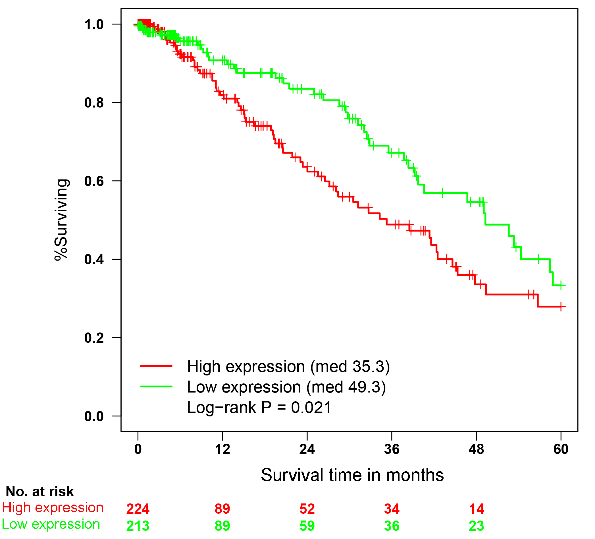 %Surviving
1.0
0.8
0.6
0.4
0.2
0.0
High expression (med 35.3)
Low expression (med 49.3)
Log−rank P = 0.021
0 12 24 36 48 60
Survival time in months
No. at risk
High expression 224 89 52 34 14
Low expression 213 89 59 36 23